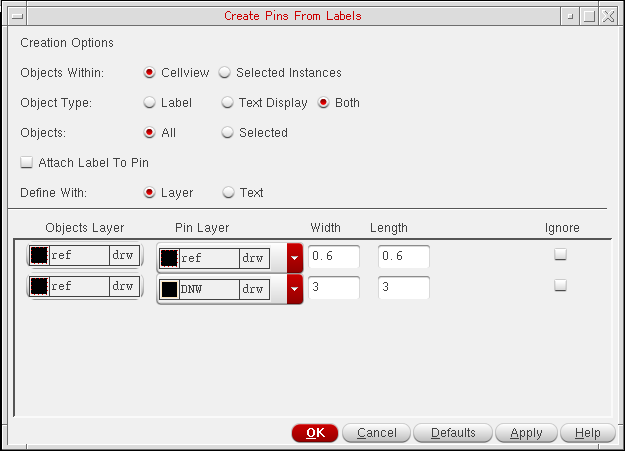 Create Pins From Labels
Creation Options
Objects Within: Cellview Selected Instances
Object Type: Label Text Display Both
Objects: All Selected
Attach Label To Pin
Define With: Layer Text
Objects Layer Pin Layer Width Length Ignore
ref drw ref drw 0.6 0.6
ref drw DNW drw 3 3
OK Cancel Defaults Apply Help